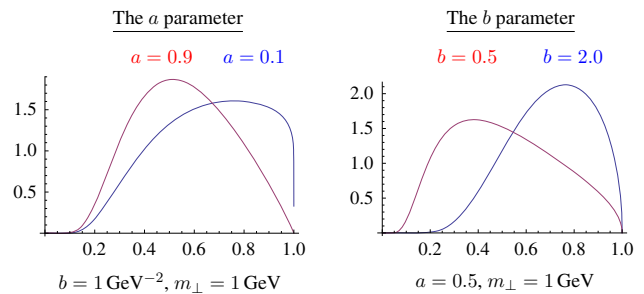 The a parameter
a = 0.9 a = 0.1
1.5
1.0
0.5
0.2 0.4 0.6 0.8 1.0
b = 1 GeV⁻², m⊥ = 1 GeV
The b parameter
b = 0.5 b = 2.0
2.0
1.5
1.0
0.5
0.2 0.4 0.6 0.8 1.0
a = 0.5, m⊥ = 1 GeV